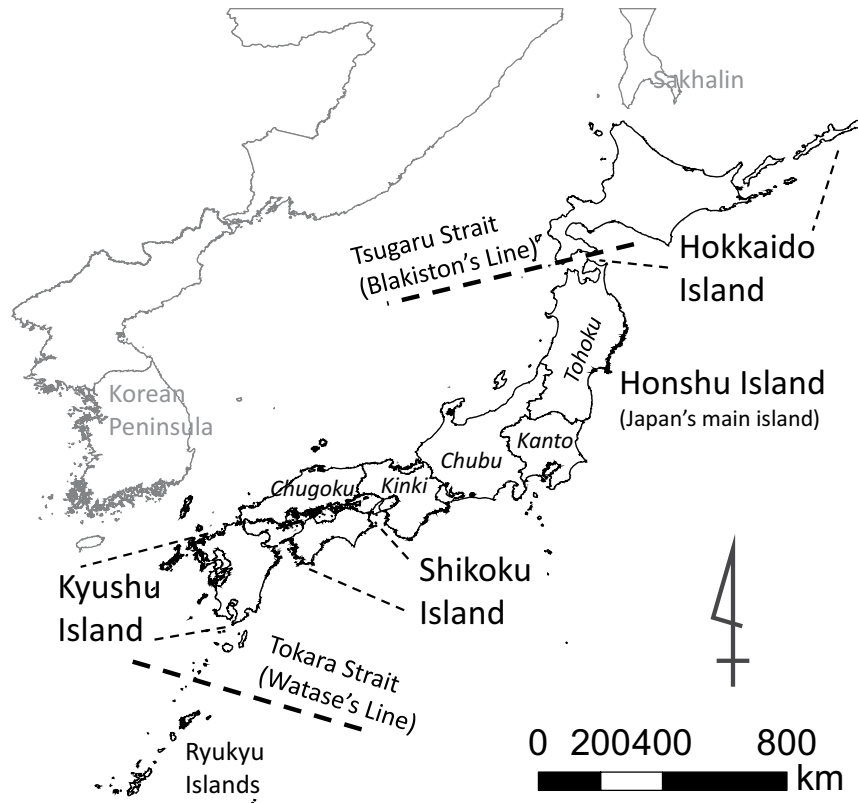 Sakhalin
Tsugaru Strait
(Blakiston’s Line)
Hokkaido
Island
Tohoku
Honshu Island
(Japan’s main island)
Korean
Peninsula
Kanto
Chubu
Kinki
Chugoku
Shikoku
Island
Kyushu
Island
Tokara Strait
(Watase’s Line)
Ryukyu
Islands
0 200400 800
km